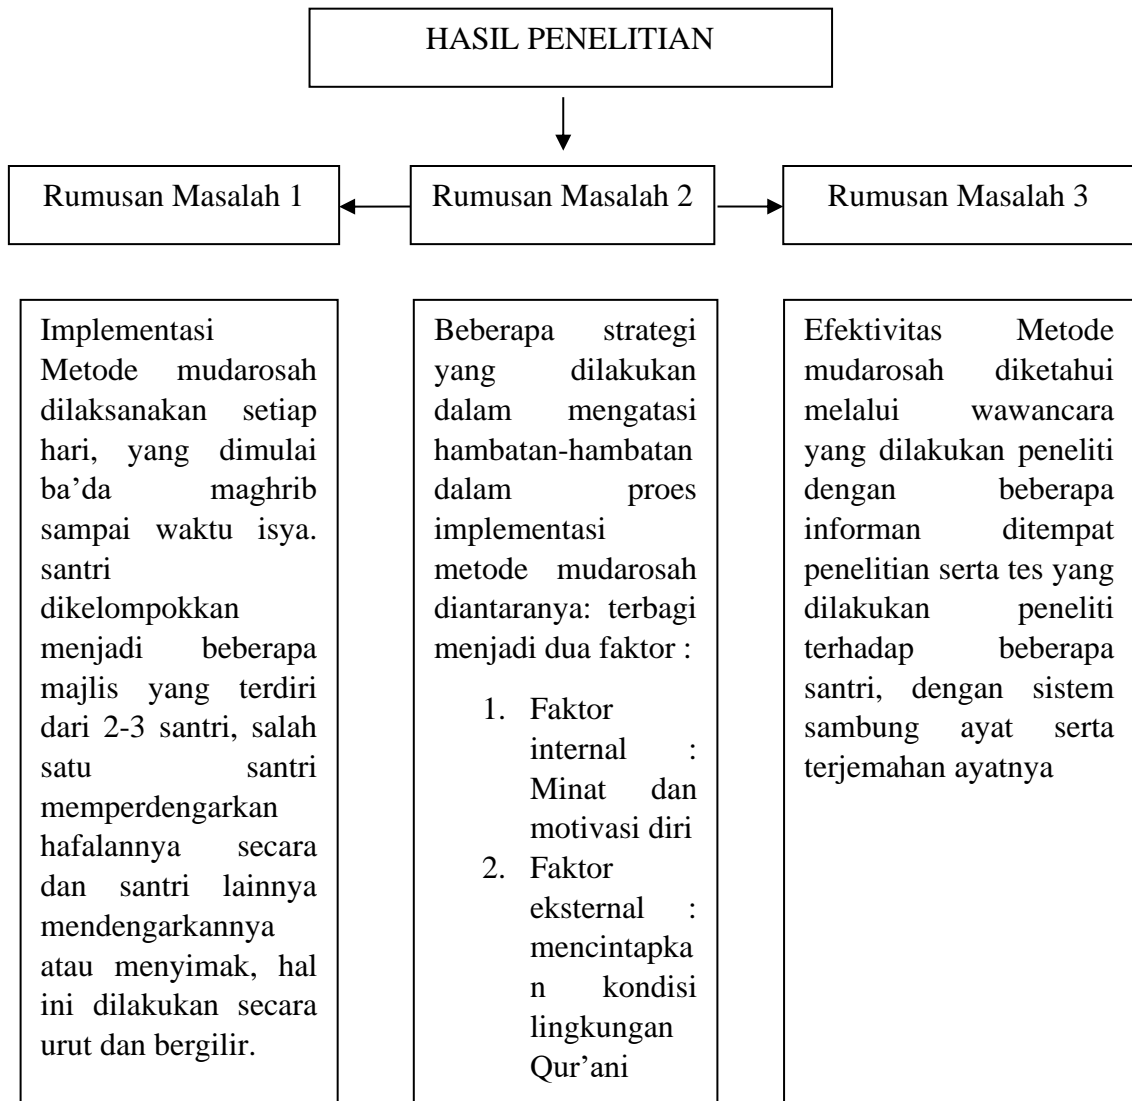 HASIL PENELITIAN
Rumusan Masalah 1
Rumusan Masalah 2
Rumusan Masalah 3
Implementasi
Metode mudarosah
dilaksanakan setiap
hari, yang dimulai
ba’da maghrib
sampai waktu isya.
santri
dikelompokkan
menjadi beberapa
majlis yang terdiri
dari 2-3 santri, salah
satu santri
memperdengarkan
hafalannya secara
dan santri lainnya
mendengarkannya
atau menyimak, hal
ini dilakukan secara
urut dan bergilir.
Beberapa strategi
yang dilakukan
dalam mengatasi
hambatan-hambatan
dalam proes
implementasi
metode mudarosah
diantaranya: terbagi
menjadi dua faktor :
1. Faktor
internal :
Minat dan
motivasi diri
2. Faktor
eksternal :
mencintapka
n kondisi
lingkungan
Qur’ani
Efektivitas Metode
mudarosah diketahui
melalui wawancara
yang dilakukan peneliti
dengan beberapa
informan ditempat
penelitian serta tes yang
dilakukan peneliti
terhadap beberapa
santri, dengan sistem
sambung ayat serta
terjemahan ayatnya